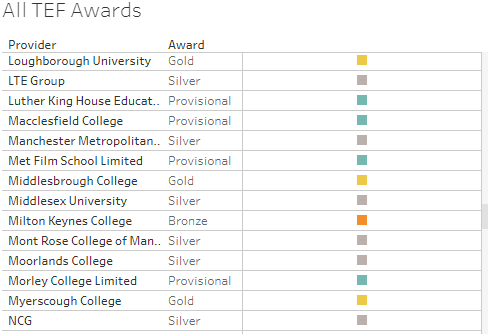 All TEF Awards
Provider Award
Loughborough University Gold
LTE Group Silver
Luther King House Educat.. Provisional
Macclesfield College Provisional
Manchester Metropolitan.. Silver
Met Film School Limited Provisional
Middlesbrough College Gold
Middlesex University Silver
Milton Keynes College Bronze
Mont Rose College of Man.. Silver
Moorlands College Silver
Morley College Limited Provisional
Myerscough College Gold
NCG Silver